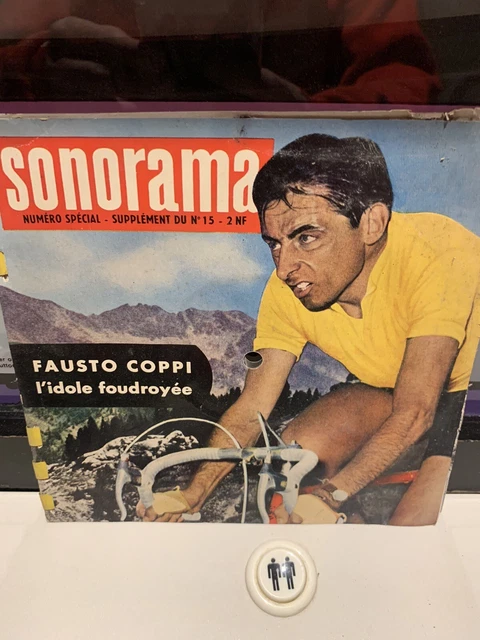 sonorama
NUMÉRO SPÉCIAL - SUPPLÉMENT DU N° 15 - 2 NF
FAUSTO COPPI
l'idole foudroyée